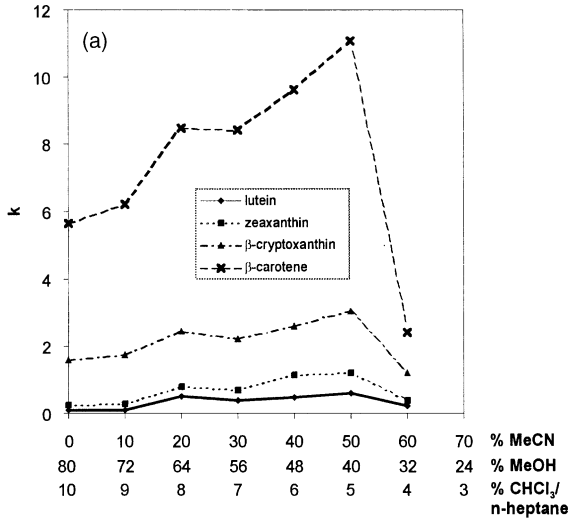 (a)
12
10
8
6
4
2
0
k
lutein
zeaxanthin
β-cryptoxanthin
β-carotene
0 10 20 30 40 50 60 70 % MeCN
80 72 64 56 48 40 32 24 % MeOH
10 9 8 7 6 5 4 3 % CHCl₃/
n-heptane